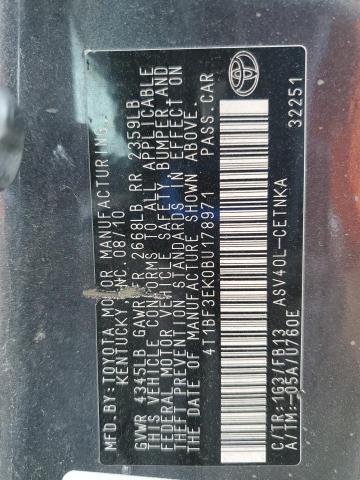 MFD.BY:TOYOTA MOTOR MANUFACTURING,
KENTUCKY, INC. 08/10
GVWR 4345LB GAWR FR 2668LB RR 2359LB
THIS VEHICLE CONFORMS TO ALL APPLICABLE
FEDERAL MOTOR VEHICLE SAFETY BUMPER AND
THEFT PREVENTION STANDARDS IN EFFECT ON
THE DATE OF MANUFACTURE SHOWN ABOVE.
4T1BF3EK0BU178971 PASS.CAR
C/TR:1G3/FB13 ASV40L-CETNKA
A/TM:-05A/U760E 32251